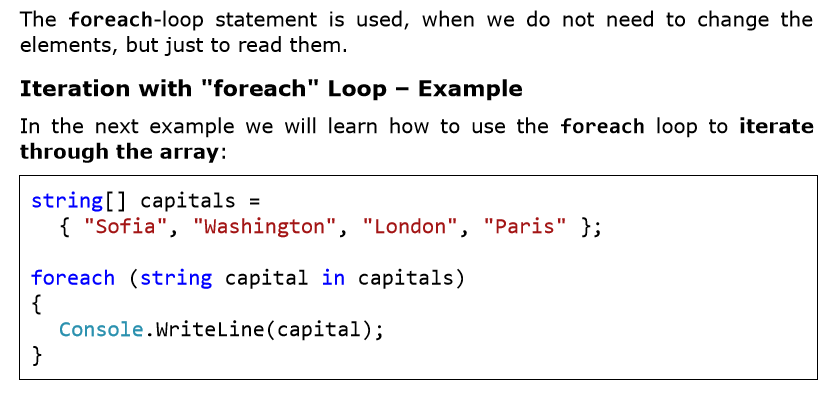 The foreach-loop statement is used, when we do not need to change the
elements, but just to read them.
Iteration with "foreach" Loop – Example
In the next example we will learn how to use the foreach loop to iterate
through the array:
string[] capitals =
  { "Sofia", "Washington", "London", "Paris" };

foreach (string capital in capitals)
{
  Console.WriteLine(capital);
}